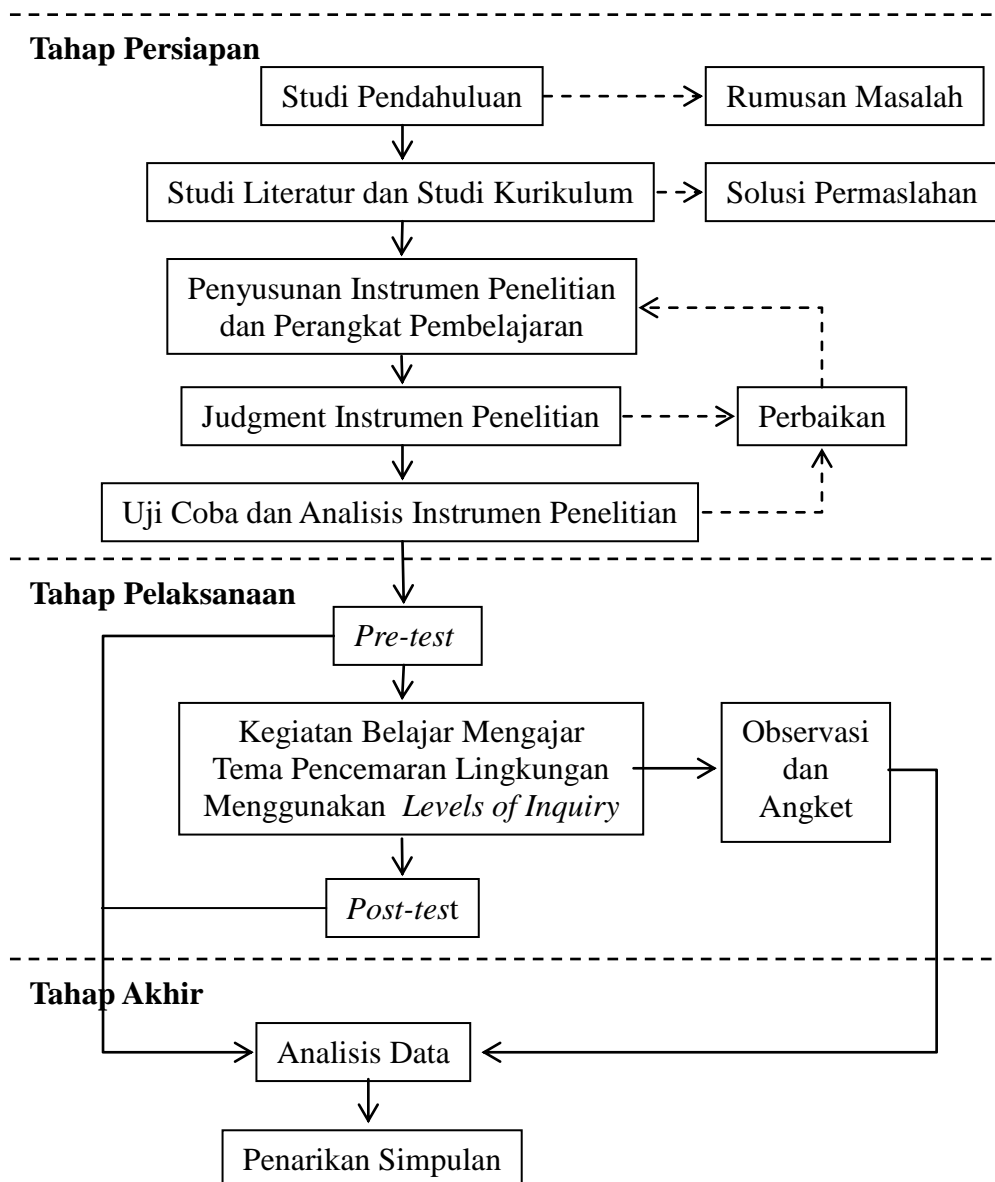 Tahap Persiapan
Studi Pendahuluan
Rumusan Masalah
Studi Literatur dan Studi Kurikulum
Solusi Permaslahan
Penyusunan Instrumen Penelitian
dan Perangkat Pembelajaran
Judgment Instrumen Penelitian
Perbaikan
Uji Coba dan Analisis Instrumen Penelitian
Tahap Pelaksanaan
Pre-test
Kegiatan Belajar Mengajar
Tema Pencemaran Lingkungan
Menggunakan Levels of Inquiry
Observasi
dan
Angket
Post-test
Tahap Akhir
Analisis Data
Penarikan Simpulan